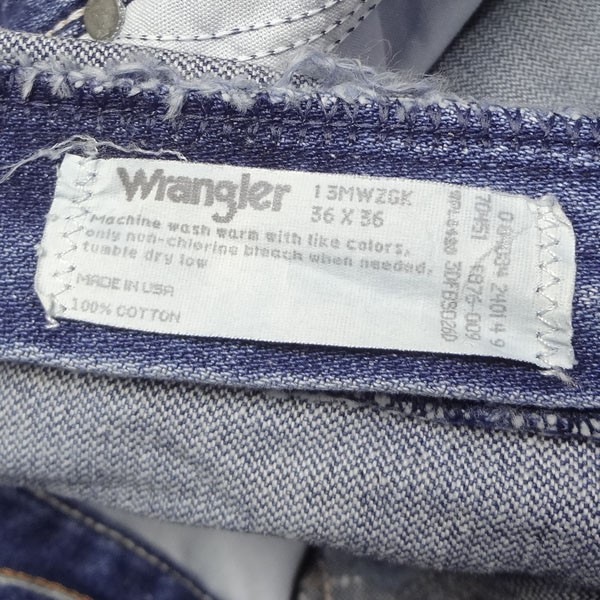 Wrangler
13MWZGK
36 X 36
Machine wash warm with like colors,
only non-chlorine bleach when needed,
tumble dry low
MADE IN USA
100% COTTON
70451